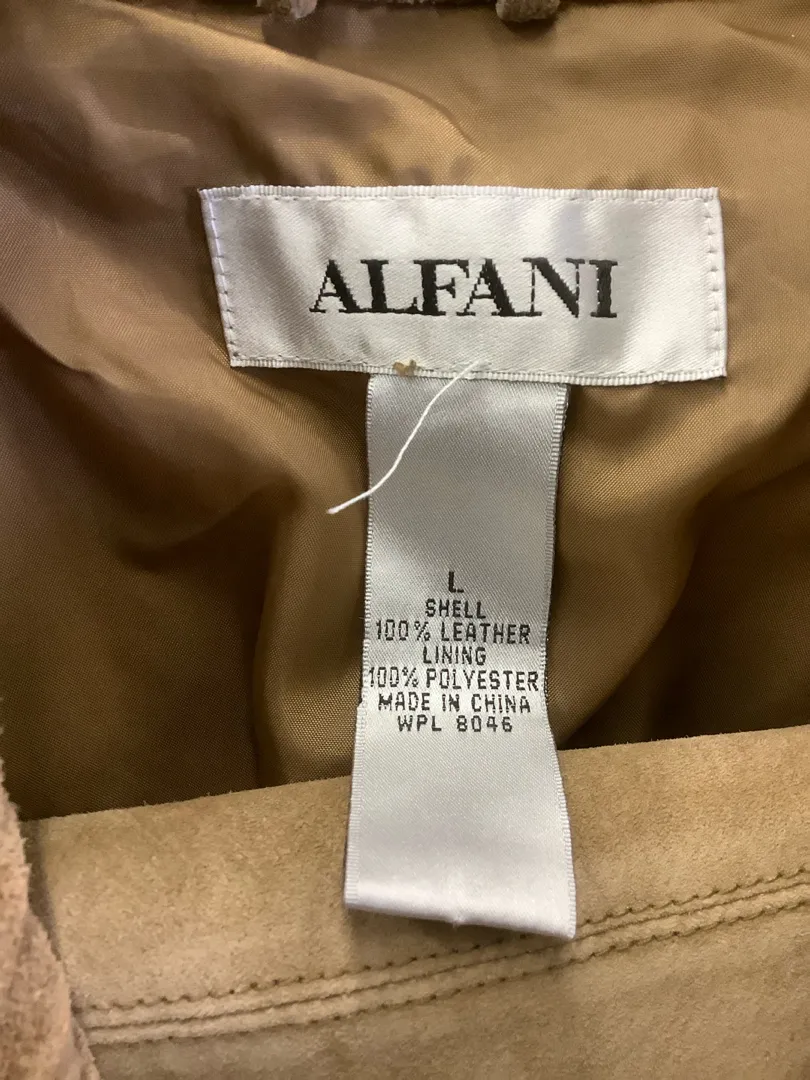 ALFANI
L
SHELL
100% LEATHER
LINING
100% POLYESTER
MADE IN CHINA
WPL 8046